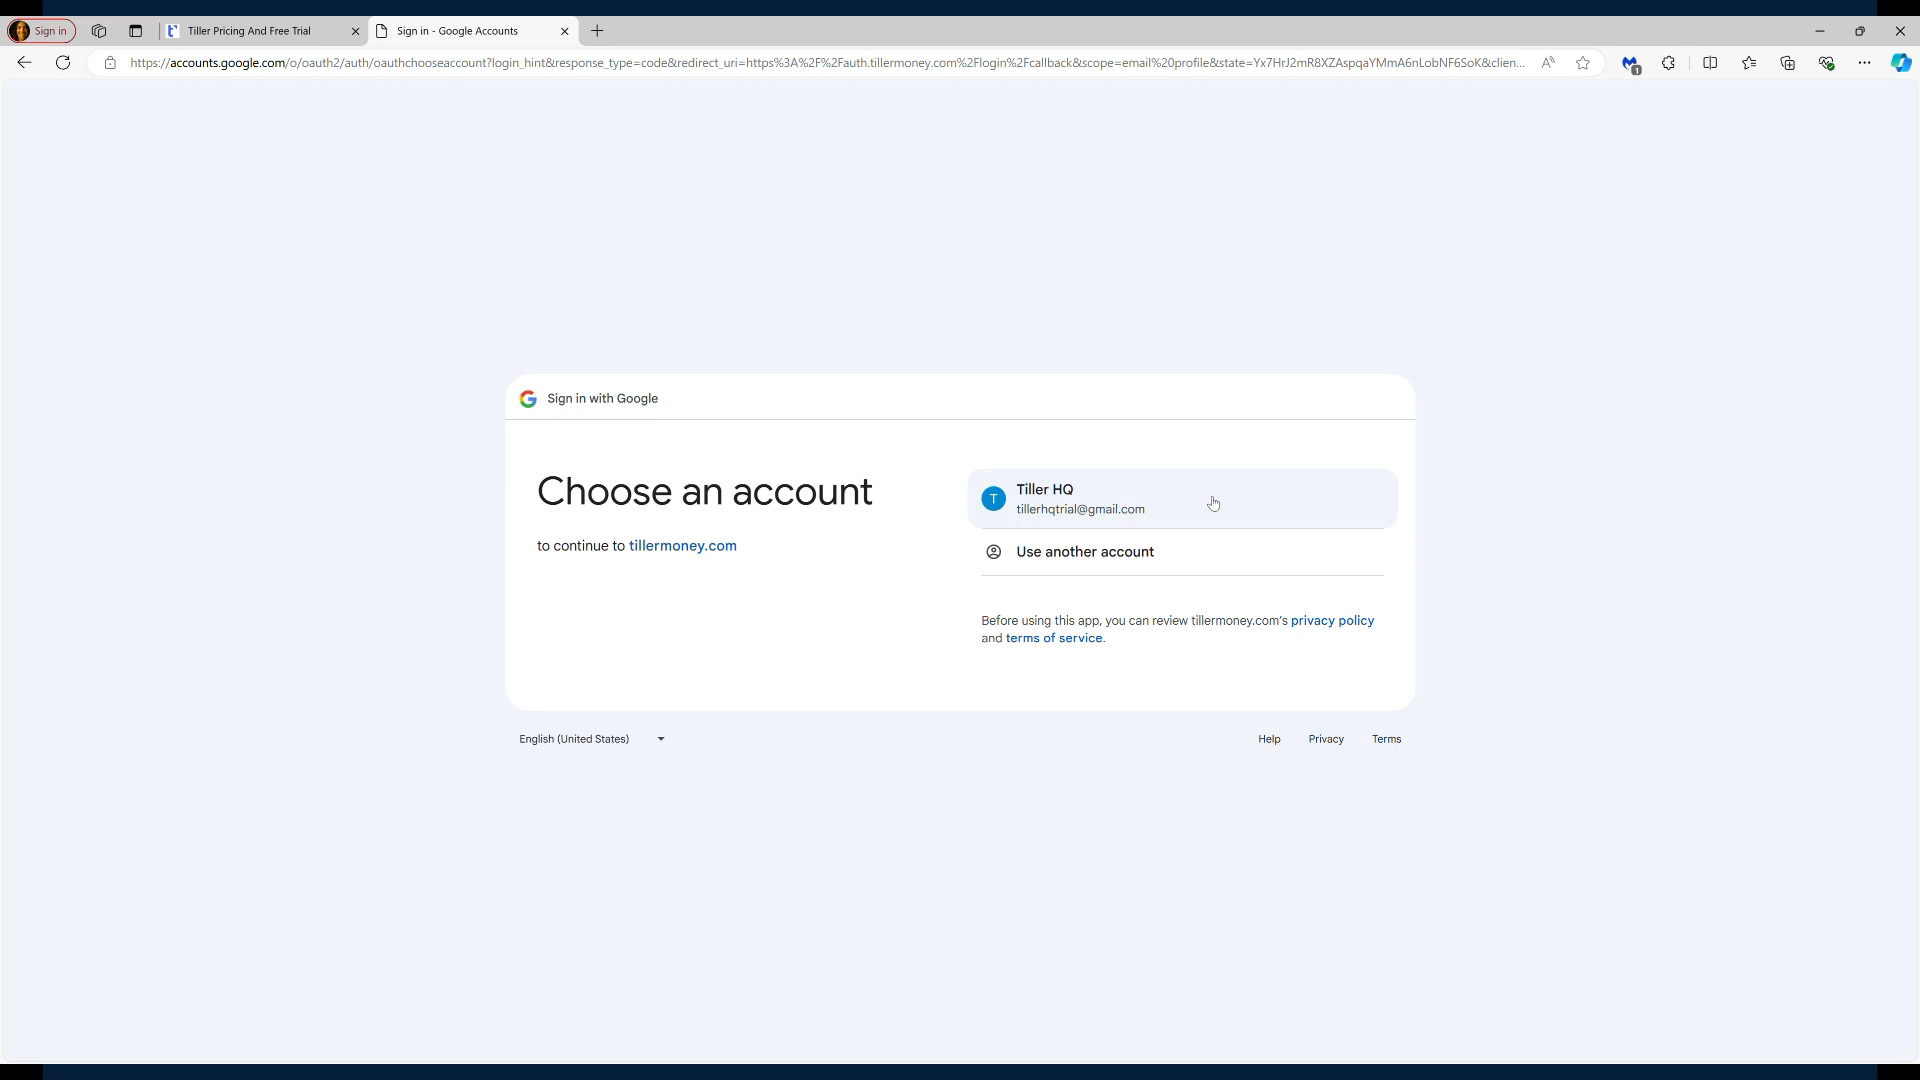 Sign in
Tiller Pricing And Free Trial
Sign in - Google Accounts
https://accounts.google.com/o/oauth2/auth/oauthchooseaccount?login_hint&response_type=code&redirect_uri=https%3A%2F%2Fauth.tillermoney.com%2Flogin%2Fcallback&scope=email%20profile&state=Yx7HrJ2mR8XZAspqaYMmA6nLobNF6SoK&clien...
1
Sign in with Google
Choose an account
to continue to tillermoney.com
T
Tiller HQ
tillerhqtrial@gmail.com
Use another account
Before using this app, you can review tillermoney.com's privacy policy
and terms of service.
English (United States)
Help
Privacy
Terms